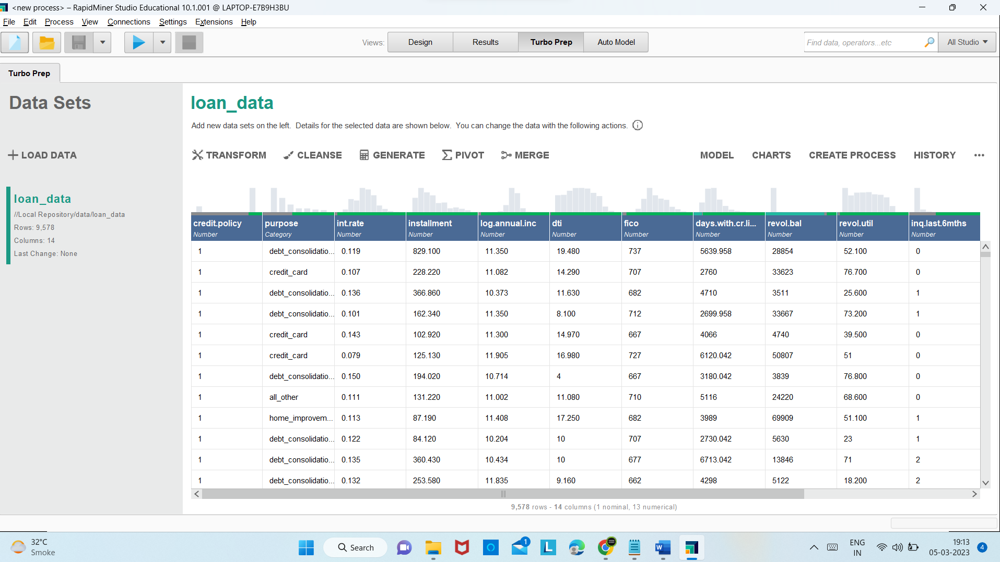 <new process> – RapidMiner Studio Educational 10.1.001 @ LAPTOP-E7B9H3BU
File Edit Process View Connections Settings Extensions Help
Views: Design Results Turbo Prep Auto Model
Find data, operators...etc All Studio
Turbo Prep
Data Sets
loan_data
Add new data sets on the left. Details for the selected data are shown below. You can change the data with the following actions.
LOAD DATA
TRANSFORM CLEANSE GENERATE PIVOT MERGE MODEL CHARTS CREATE PROCESS HISTORY ...
loan_data
//Local Repository/data/loan_data
Rows: 9,578
Columns: 14
Last Change: None
credit.policy purpose int.rate installment log.annual.inc dti fico days.with.cr.li... revol.bal revol.util inq.last.6mths
Number Category Number Number Number Number Number Number Number Number Number
1 debt_consolidatio... 0.119 829.100 11.350 19.480 737 5639.958 28854 52.100 0
1 credit_card 0.107 228.220 11.082 14.290 707 2760 33623 76.700 0
1 debt_consolidatio... 0.136 366.860 10.373 11.630 682 4710 3511 25.600 1
1 debt_consolidatio... 0.101 162.340 11.350 8.100 712 2699.958 33667 73.200 1
1 credit_card 0.143 102.920 11.300 14.970 667 4066 4740 39.500 0
1 credit_card 0.079 125.130 11.905 16.980 727 6120.042 50807 51 0
1 debt_consolidatio... 0.150 194.020 10.714 4 667 3180.042 3839 76.800 0
1 all_other 0.111 131.220 11.002 11.080 710 5116 24220 68.600 0
1 home_improvem... 0.113 87.190 11.408 17.250 682 3989 69909 51.100 1
1 debt_consolidatio... 0.122 84.120 10.204 10 707 2730.042 5630 23 1
1 debt_consolidatio... 0.135 360.430 10.434 10 677 6713.042 13846 71 2
1 debt_consolidatio... 0.132 253.580 11.835 9.160 662 4298 5122 18.200 2
9,578 rows - 14 columns (1 nominal, 13 numerical)
32°C
Smoke
Search
1
ENG
IN
19:13
05-03-2023
4